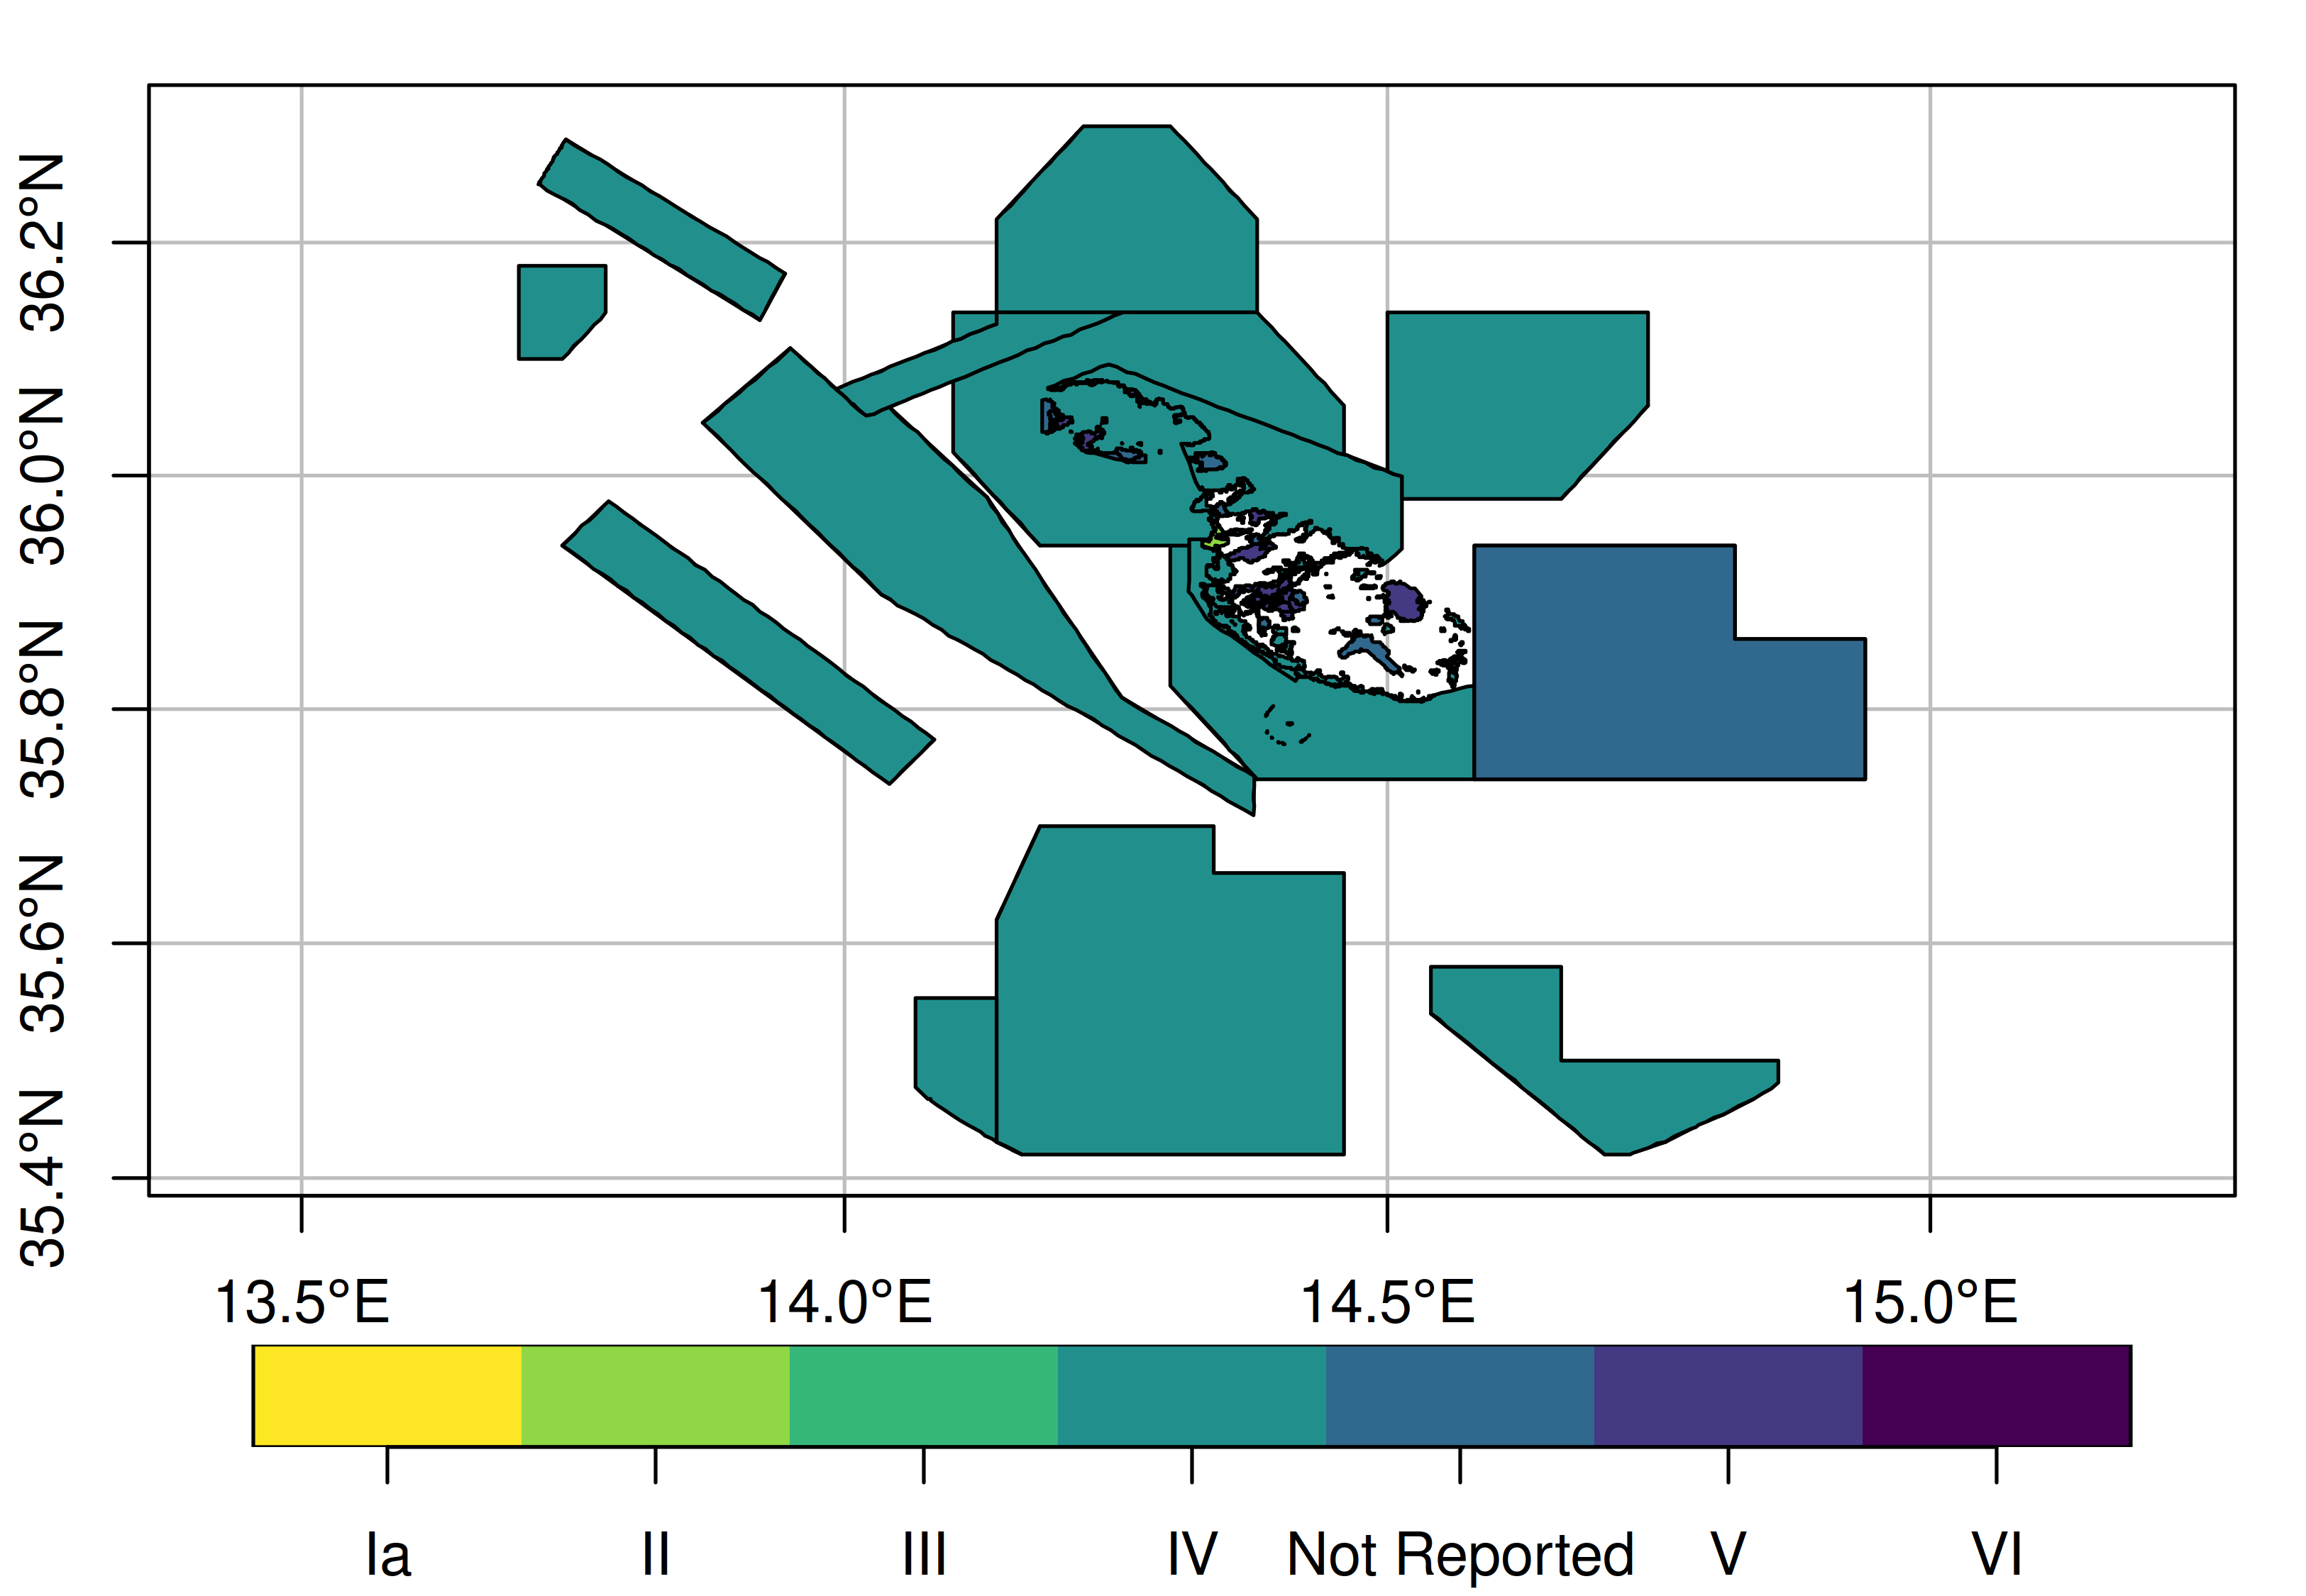 36.2°N
36.0°N
35.8°N
35.6°N
35.4°N
13.5°E 14.0°E 14.5°E 15.0°E
Ia II III IV Not Reported V VI